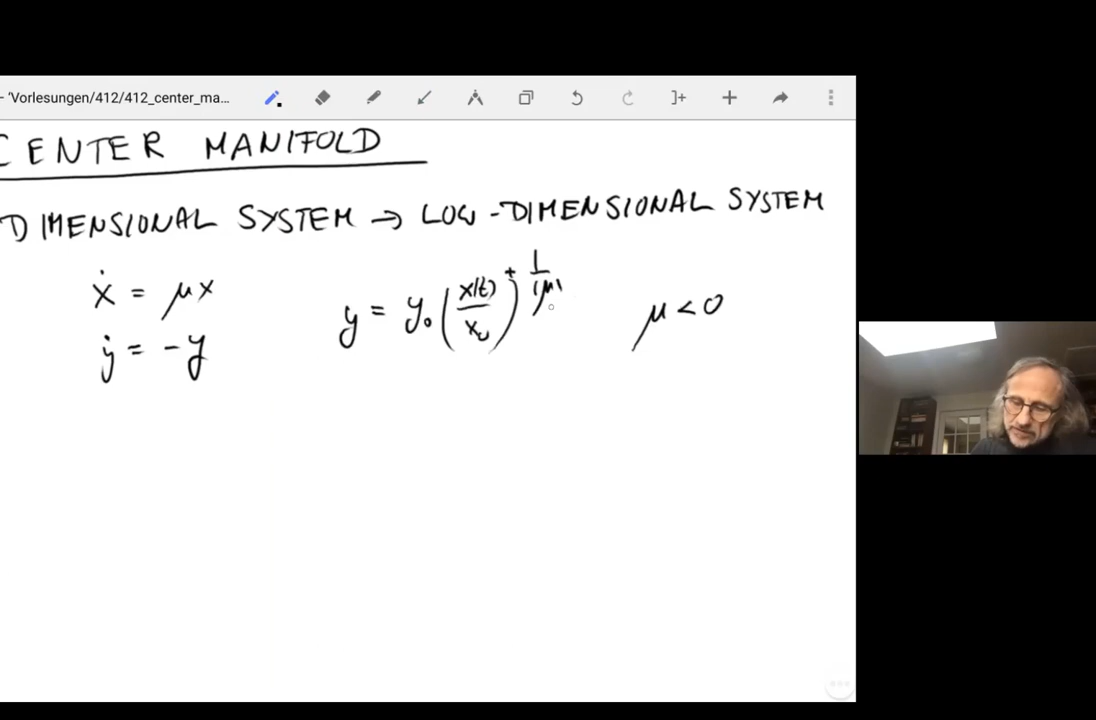 - 'Vorlesungen/412/412_center_ma...
CENTER MANIFOLD
DIMENSIONAL SYSTEM → LOW-DIMENSIONAL SYSTEM
ẋ = μx
ẏ = -y
y = y₀ (x(t)/x₀)^(+1/|μ|)
μ < 0